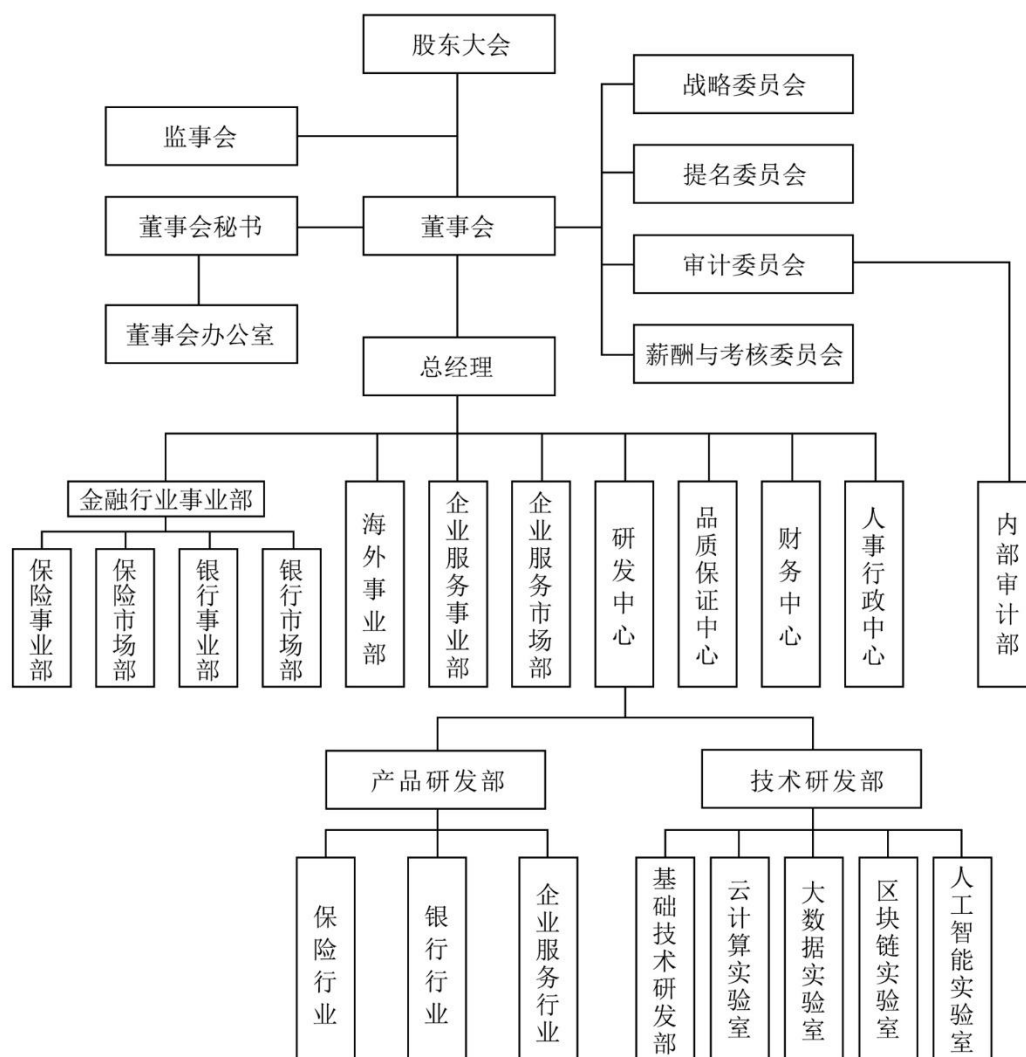 股东大会
战略委员会
监事会
提名委员会
董事会秘书
董事会
审计委员会
董事会办公室
总经理
薪酬与考核委员会
金融行业事业部
海外事业部
企业服务事业部
企业服务市场部
研发中心
品质保证中心
财务中心
人事行政中心
内部审计部
保险事业部
保险市场部
银行事业部
银行市场部
产品研发部
技术研发部
保险行业
银行行业
企业服务行业
基础技术研发部
云计算实验室
大数据实验室
区块链实验室
人工智能实验室